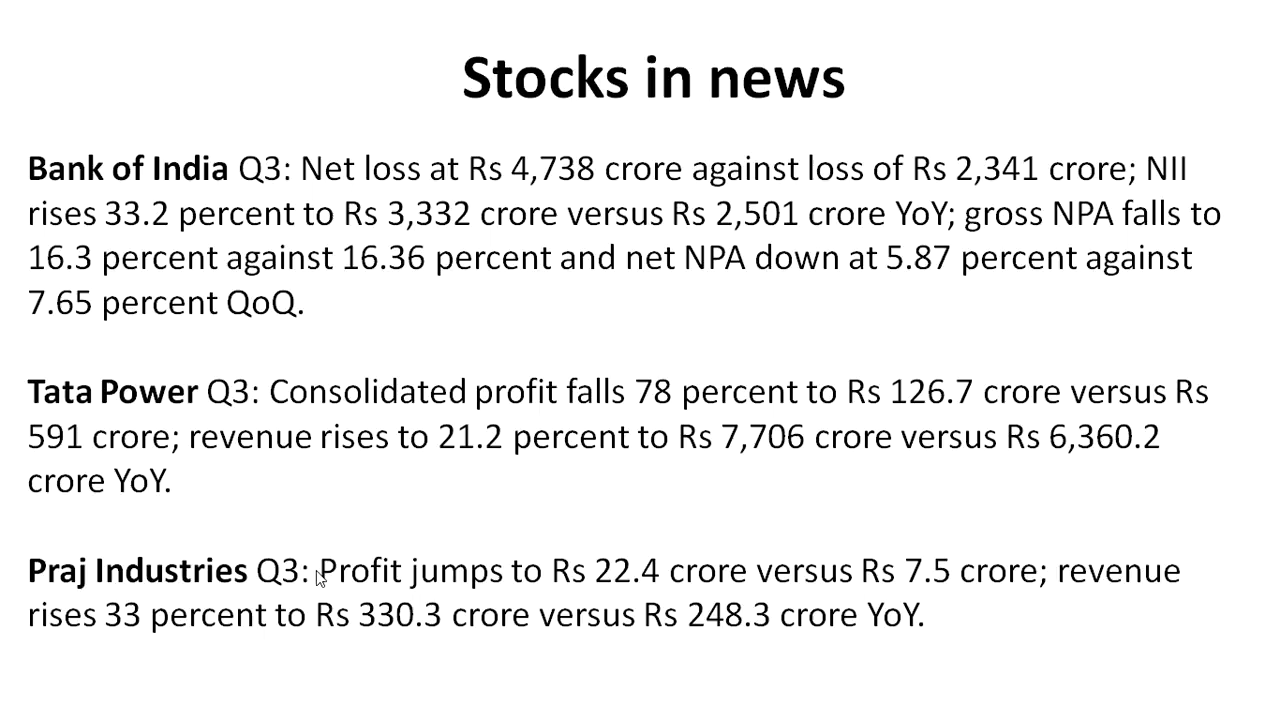 Stocks in news
Bank of India Q3: Net loss at Rs 4,738 crore against loss of Rs 2,341 crore; NII
rises 33.2 percent to Rs 3,332 crore versus Rs 2,501 crore YoY; gross NPA falls to
16.3 percent against 16.36 percent and net NPA down at 5.87 percent against
7.65 percent QoQ.
Tata Power Q3: Consolidated profit falls 78 percent to Rs 126.7 crore versus Rs
591 crore; revenue rises to 21.2 percent to Rs 7,706 crore versus Rs 6,360.2
crore YoY.
Praj Industries Q3: Profit jumps to Rs 22.4 crore versus Rs 7.5 crore; revenue
rises 33 percent to Rs 330.3 crore versus Rs 248.3 crore YoY.